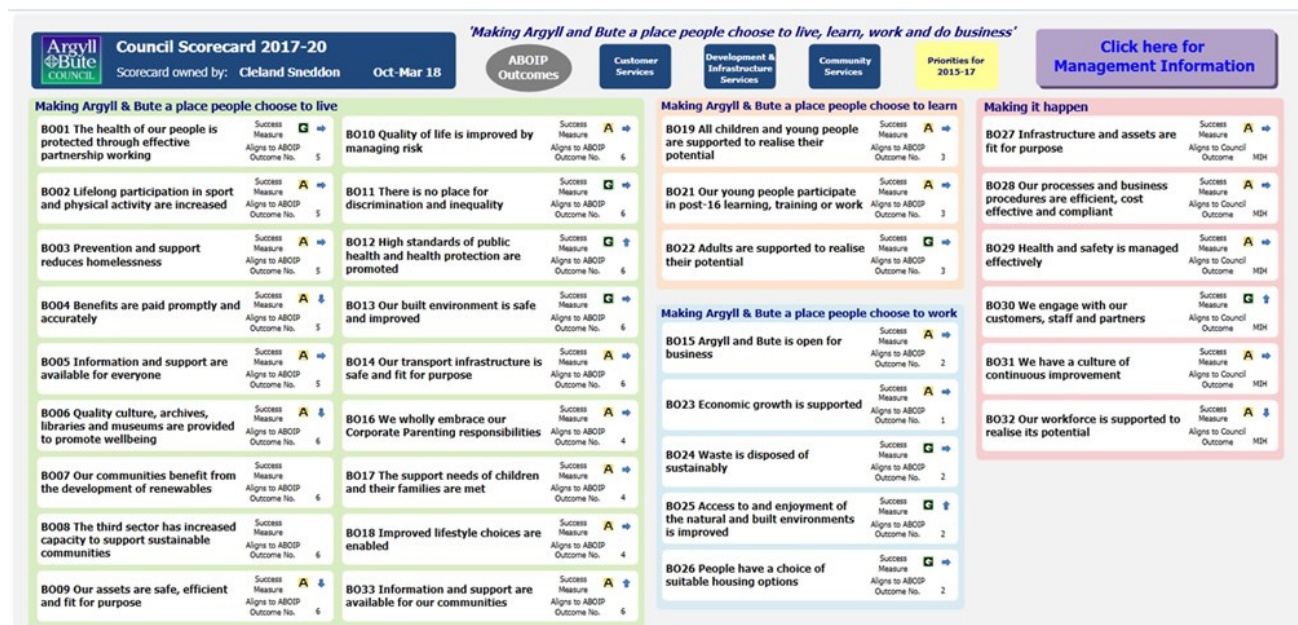 'Making Argyll and Bute a place people choose to live, learn, work and do business'
Argyll
&Bute
COUNCIL
Council Scorecard 2017-20
Scorecard owned by: Cleland Sneddon Oct-Mar 18
ABOIP
Outcomes
Customer
Services
Development &
Infrastructure
Services
Community
Services
Priorities for
2015-17
Click here for
Management Information
Making Argyll & Bute a place people choose to live
BO01 The health of our people is
protected through effective
partnership working
Success
Measure G
Aligns to ABOIP
Outcome No. 5
BO02 Lifelong participation in sport
and physical activity are increased
Success
Measure A
Aligns to ABOIP
Outcome No. 5
BO03 Prevention and support
reduces homelessness
Success
Measure A
Aligns to ABOIP
Outcome No. 5
BO04 Benefits are paid promptly and
accurately
Success
Measure A
Aligns to ABOIP
Outcome No. 5
BO05 Information and support are
available for everyone
Success
Measure A
Aligns to ABOIP
Outcome No. 5
BO06 Quality culture, archives,
libraries and museums are provided
to promote wellbeing
Success
Measure A
Aligns to ABOIP
Outcome No. 6
BO07 Our communities benefit from
the development of renewables
Success
Measure
Aligns to ABOIP
Outcome No. 6
BO08 The third sector has increased
capacity to support sustainable
communities
Success
Measure
Aligns to ABOIP
Outcome No. 6
BO09 Our assets are safe, efficient
and fit for purpose
Success
Measure A
Aligns to ABOIP
Outcome No. 6
BO10 Quality of life is improved by
managing risk
Success
Measure A
Aligns to ABOIP
Outcome No. 6
BO11 There is no place for
discrimination and inequality
Success
Measure G
Aligns to ABOIP
Outcome No. 6
BO12 High standards of public
health and health protection are
promoted
Success
Measure G
Aligns to ABOIP
Outcome No. 6
BO13 Our built environment is safe
and improved
Success
Measure G
Aligns to ABOIP
Outcome No. 6
BO14 Our transport infrastructure is
safe and fit for purpose
Success
Measure A
Aligns to ABOIP
Outcome No. 6
BO16 We wholly embrace our
Corporate Parenting responsibilities
Success
Measure A
Aligns to ABOIP
Outcome No. 4
BO17 The support needs of children
and their families are met
Success
Measure A
Aligns to ABOIP
Outcome No. 4
BO18 Improved lifestyle choices are
enabled
Success
Measure A
Aligns to ABOIP
Outcome No. 4
BO33 Information and support are
available for our communities
Success
Measure A
Aligns to ABOIP
Outcome No. 6
Making Argyll & Bute a place people choose to learn
BO19 All children and young people
are supported to realise their
potential
Success
Measure A
Aligns to ABOIP
Outcome No. 3
BO21 Our young people participate
in post-16 learning, training or work
Success
Measure A
Aligns to ABOIP
Outcome No. 3
BO22 Adults are supported to realise
their potential
Success
Measure G
Aligns to ABOIP
Outcome No. 3
Making Argyll & Bute a place people choose to work
BO15 Argyll and Bute is open for
business
Success
Measure A
Aligns to ABOIP
Outcome No. 2
BO23 Economic growth is supported
Success
Measure A
Aligns to ABOIP
Outcome No. 1
BO24 Waste is disposed of
sustainably
Success
Measure G
Aligns to ABOIP
Outcome No. 2
BO25 Access to and enjoyment of
the natural and built environments
is improved
Success
Measure G
Aligns to ABOIP
Outcome No. 2
BO26 People have a choice of
suitable housing options
Success
Measure G
Aligns to ABOIP
Outcome No. 2
Making it happen
BO27 Infrastructure and assets are
fit for purpose
Success
Measure A
Aligns to Council
Outcome MIH
BO28 Our processes and business
procedures are efficient, cost
effective and compliant
Success
Measure A
Aligns to Council
Outcome MIH
BO29 Health and safety is managed
effectively
Success
Measure A
Aligns to Council
Outcome MIH
BO30 We engage with our
customers, staff and partners
Success
Measure G
Aligns to Council
Outcome MIH
BO31 We have a culture of
continuous improvement
Success
Measure A
Aligns to Council
Outcome MIH
BO32 Our workforce is supported to
realise its potential
Success
Measure A
Aligns to Council
Outcome MIH